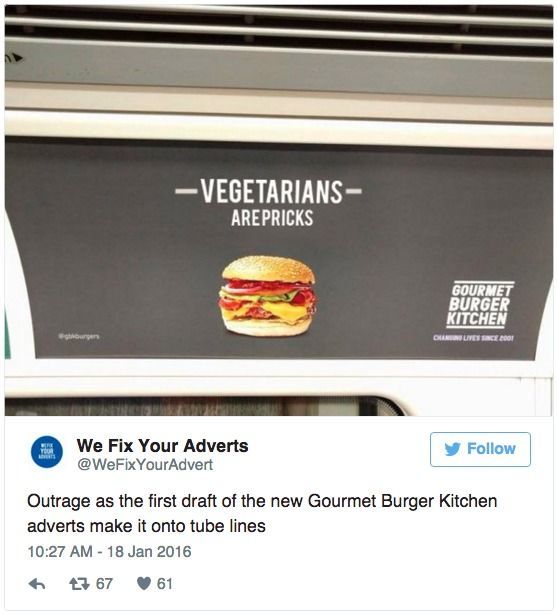 —VEGETARIANS—
ARE PRICKS
GOURMET
BURGER
KITCHEN
@gbkburgers
CHANGING LIVES SINCE 2001
WE FIX
YOUR
ADVERTS
We Fix Your Adverts
@WeFixYourAdvert
Follow
Outrage as the first draft of the new Gourmet Burger Kitchen
adverts make it onto tube lines
10:27 AM - 18 Jan 2016
67
61